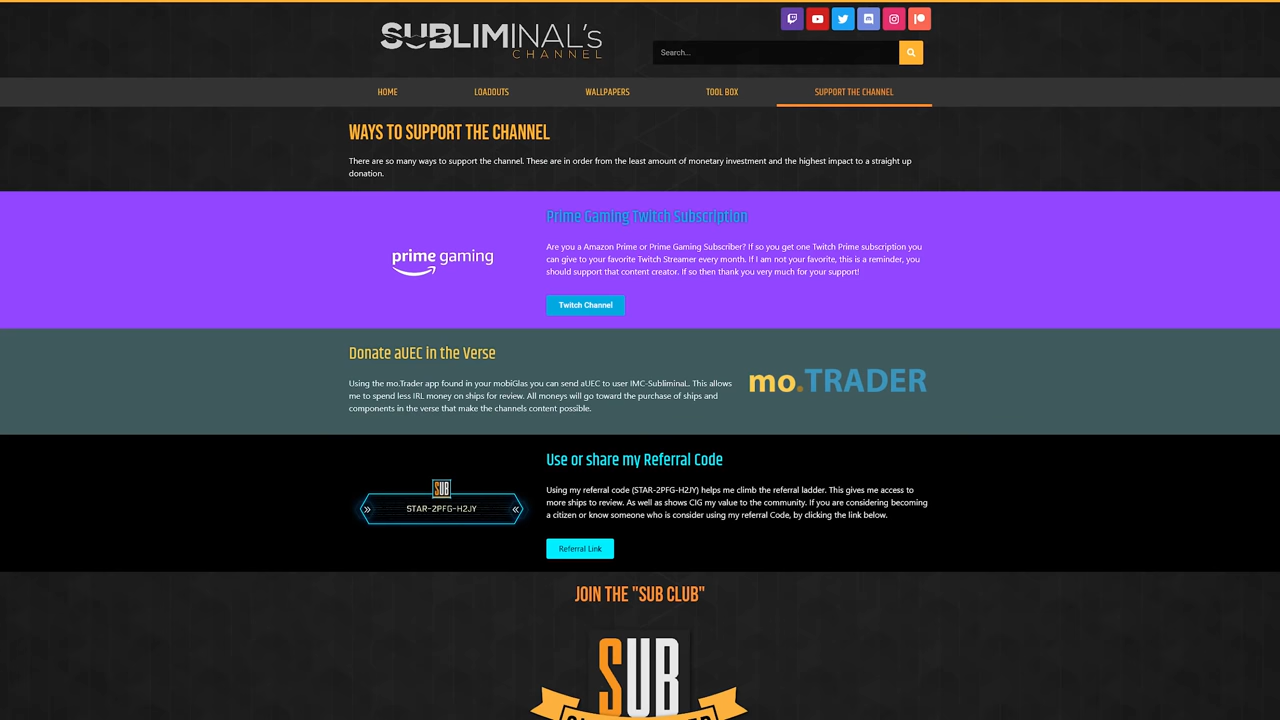 SUBLIMINAL's
CHANNEL
Search...
HOME LOADOUTS WALLPAPERS TOOL BOX SUPPORT THE CHANNEL
WAYS TO SUPPORT THE CHANNEL
There are so many ways to support the channel. These are in order from the least amount of monetary investment and the highest impact to a straight up
donation.
prime gaming
Prime Gaming Twitch Subscription
Are you a Amazon Prime or Prime Gaming Subscriber? If so you get one Twitch Prime subscription you
can give to your favorite Twitch Streamer every month. If I am not your favorite, this is a reminder, you
should support that content creator. If so then thank you very much for your support!
Twitch Channel
Donate aUEC in the Verse
Using the mo.Trader app found in your mobiGlas you can send aUEC to user IMC-SubliminaL. This allows
me to spend less IRL money on ships for review. All moneys will go toward the purchase of ships and
components in the verse that make the channels content possible.
mo.TRADER
SUB
STAR-2PFG-H2JY
Use or share my Referral Code
Using my referral code (STAR-2PFG-H2JY) helps me climb the referral ladder. This gives me access to
more ships to review. As well as shows CIG my value to the community. If you are considering becoming
a citizen or know someone who is consider using my referral Code, by clicking the link below.
Referral Link
JOIN THE "SUB CLUB"
SUB